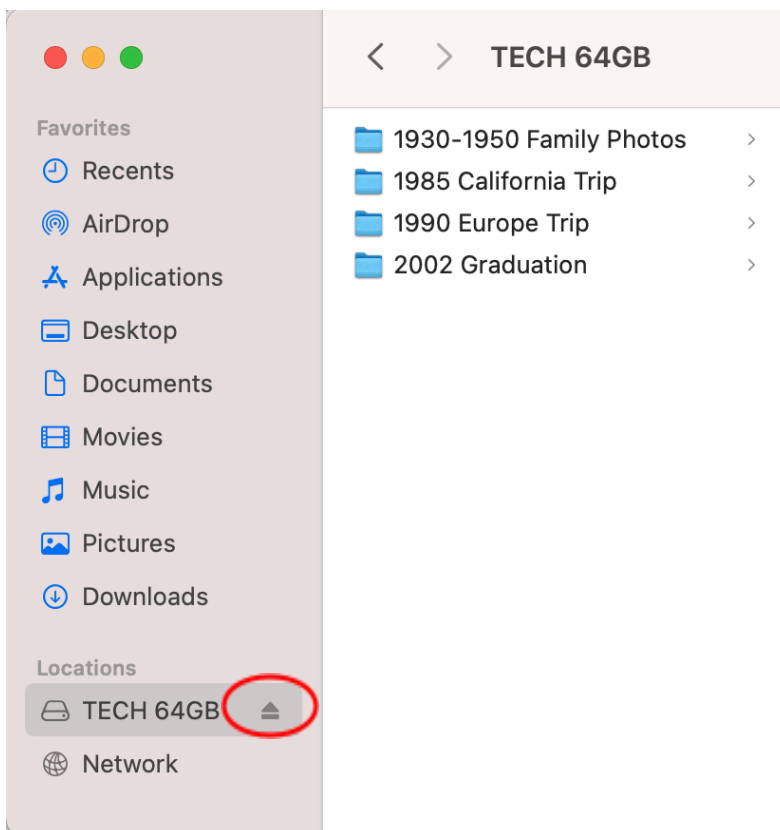 Favorites
Recents
AirDrop
Applications
Desktop
Documents
Movies
Music
Pictures
Downloads
Locations
TECH 64GB
Network
TECH 64GB
1930-1950 Family Photos
1985 California Trip
1990 Europe Trip
2002 Graduation